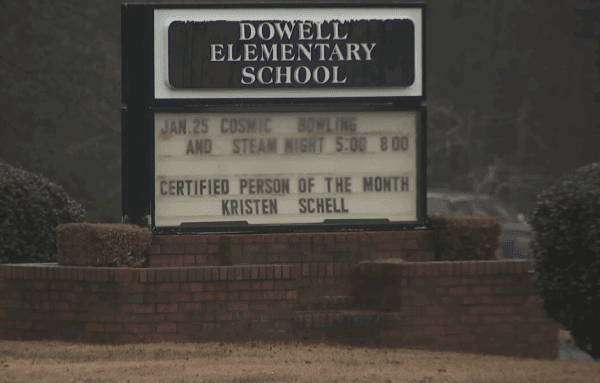 DOWELL
ELEMENTARY
SCHOOL
JAN.25 COSMIC BOWLING
AND STEAM NIGHT 5:00 8:00
CERTIFIED PERSON OF THE MONTH
KRISTEN SCHELL